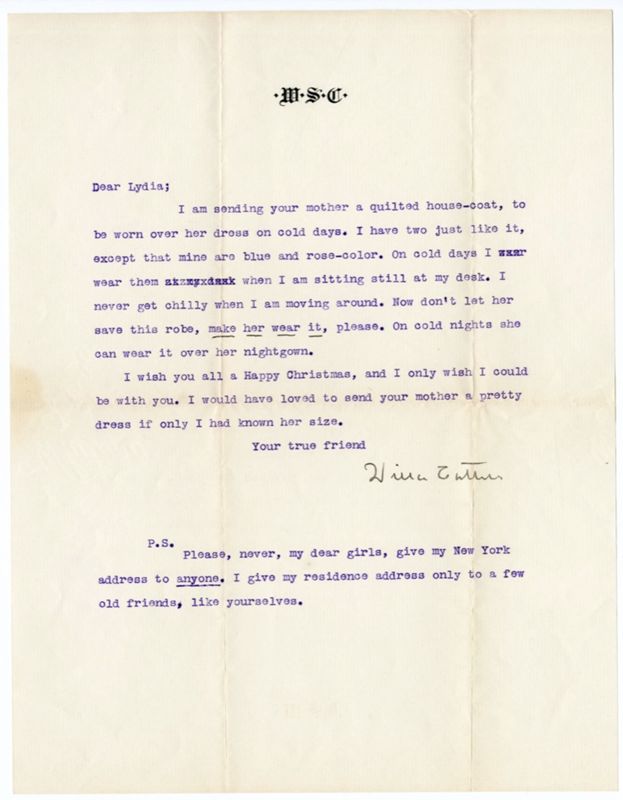 ·W·S·C·
Dear Lydia;
I am sending your mother a quilted house-coat, to
be worn over her dress on cold days. I have two just like it,
except that mine are blue and rose-color. On cold days I
wear them when I am sitting still at my desk. I
never get chilly when I am moving around. Now don't let her
save this robe, make her wear it, please. On cold nights she
can wear it over her nightgown.
I wish you all a Happy Christmas, and I only wish I could
be with you. I would have loved to send your mother a pretty
dress if only I had known her size.
Your true friend
Willa Cather
P.S.
Please, never, my dear girls, give my New York
address to anyone. I give my residence address only to a few
old friends, like yourselves.